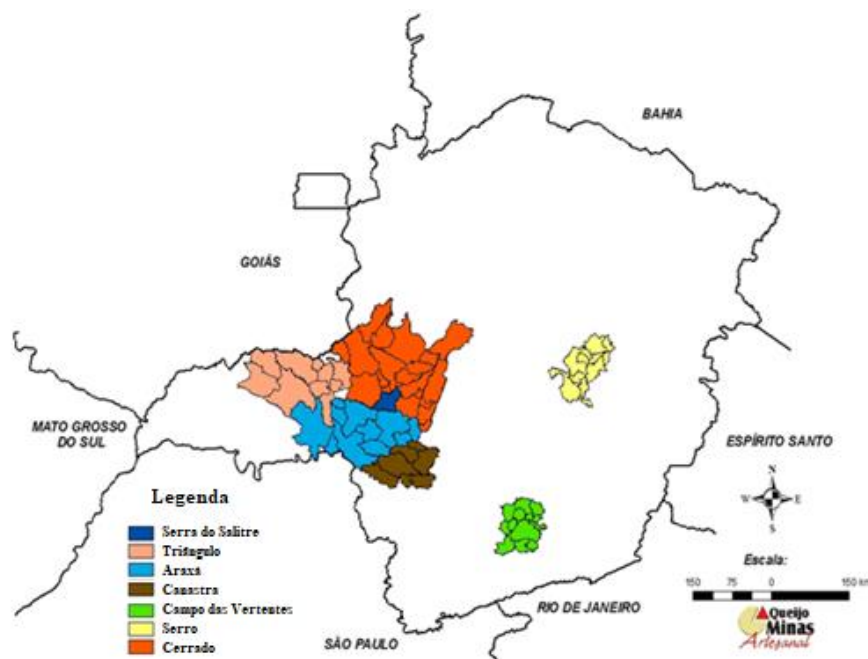 BAHIA
GOIÁS
MATO GROSSO
DO SUL
ESPÍRITO SANTO
N
W E
S
Legenda
Serra do Salitre
Triângulo
Araxá
Canastra
Campo das Vertentes
Serro
Cerrado
Escala:
150 75 0 150 km
RIO DE JANEIRO
SÃO PAULO
Queijo
Minas
Artesanal